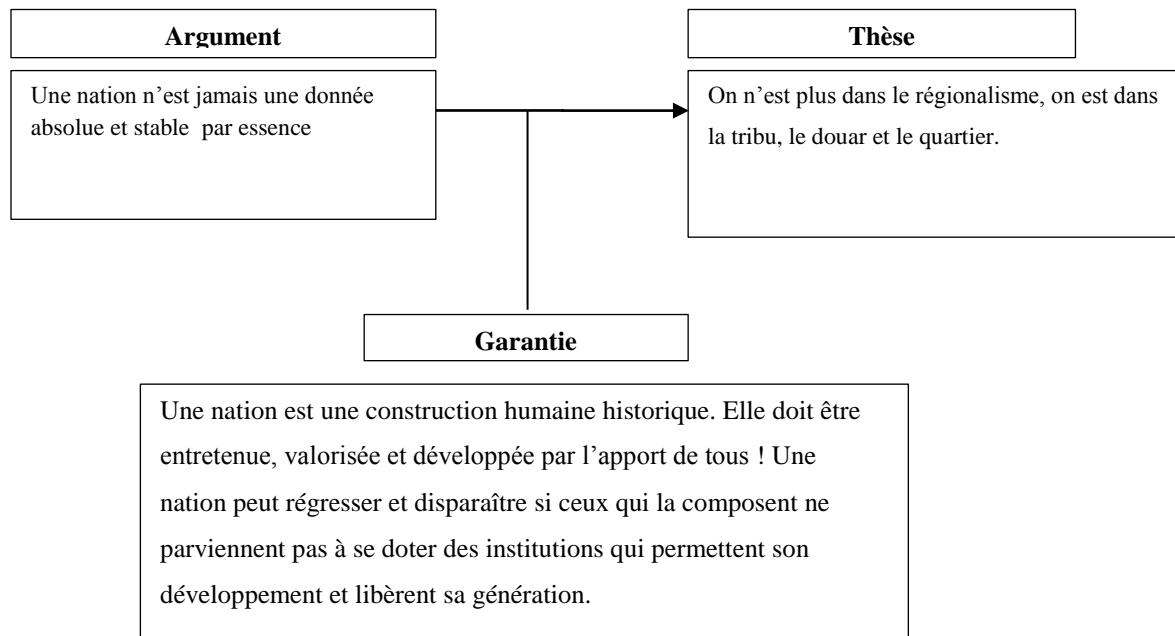 Argument
Thèse
Une nation n’est jamais une donnée
absolue et stable par essence
On n’est plus dans le régionalisme, on est dans
la tribu, le douar et le quartier.
Garantie
Une nation est une construction humaine historique. Elle doit être
entretenue, valorisée et développée par l’apport de tous ! Une
nation peut régresser et disparaître si ceux qui la composent ne
parviennent pas à se doter des institutions qui permettent son
développement et libèrent sa génération.